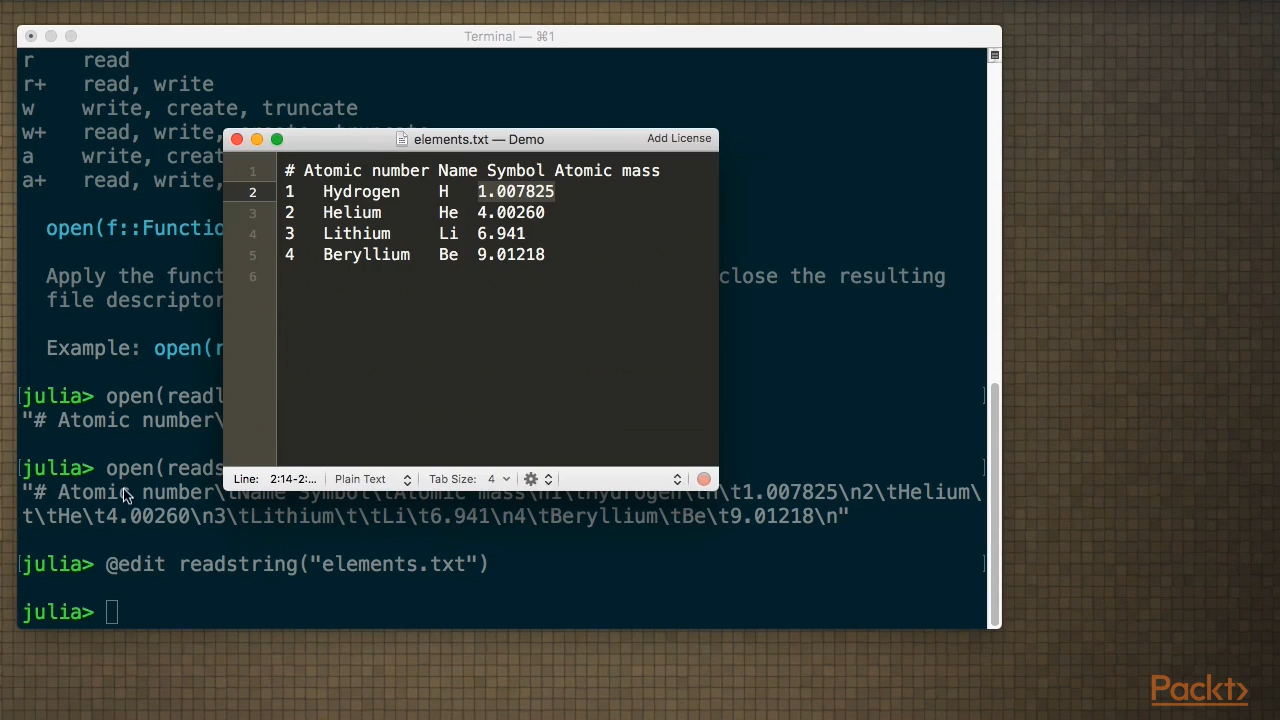 Terminal — ⌘1
r read
r+ read, write
w write, create, truncate
w+ read, write,
a write, creat
a+ read, write,
open(f::Functio
Apply the funct close the resulting
file descriptor
Example: open(r
julia> open(readl
"# Atomic number\
julia> open(reads
"# Atomic number\tName Symbol\tAtomic mass\n1\tHydrogen\tH\t1.007825\n2\tHelium\
t\tHe\t4.00260\n3\tLithium\t\tLi\t6.941\n4\tBeryllium\tBe\t9.01218\n"
julia> @edit readstring("elements.txt")
julia>
elements.txt — Demo
Add License
1 # Atomic number Name Symbol Atomic mass
2 1 Hydrogen H 1.007825
3 2 Helium He 4.00260
4 3 Lithium Li 6.941
5 4 Beryllium Be 9.01218
6
Line: 2:14-2:... Plain Text Tab Size: 4
Packt>